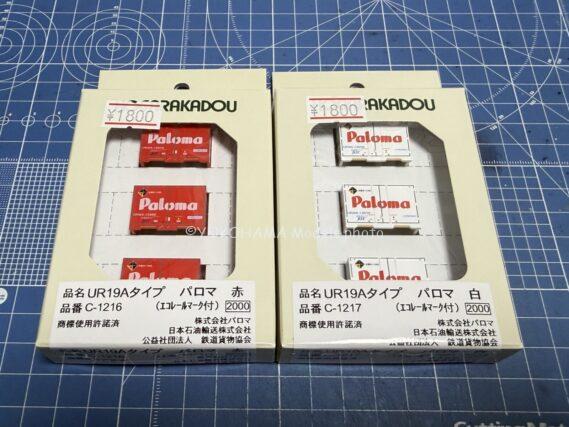 ¥1800
ORAKADOU
Paloma
Paloma
Paloma
品名 UR19Aタイプ パロマ 赤
品番 C-1216 (エコレールマーク付) 2000
商標使用許諾済 株式会社パロマ
日本石油輸送株式会社
公益社団法人 鉄道貨物協会
¥1800
RAKADOU
Paloma
Paloma
Paloma
品名 UR19Aタイプ パロマ 白
品番 C-1217 (エコレールマーク付) 2000
商標使用許諾済 株式会社パロマ
日本石油輸送株式会社
公益社団法人 鉄道貨物協会
©YOKOHAMA Models photo
Cutting Mat